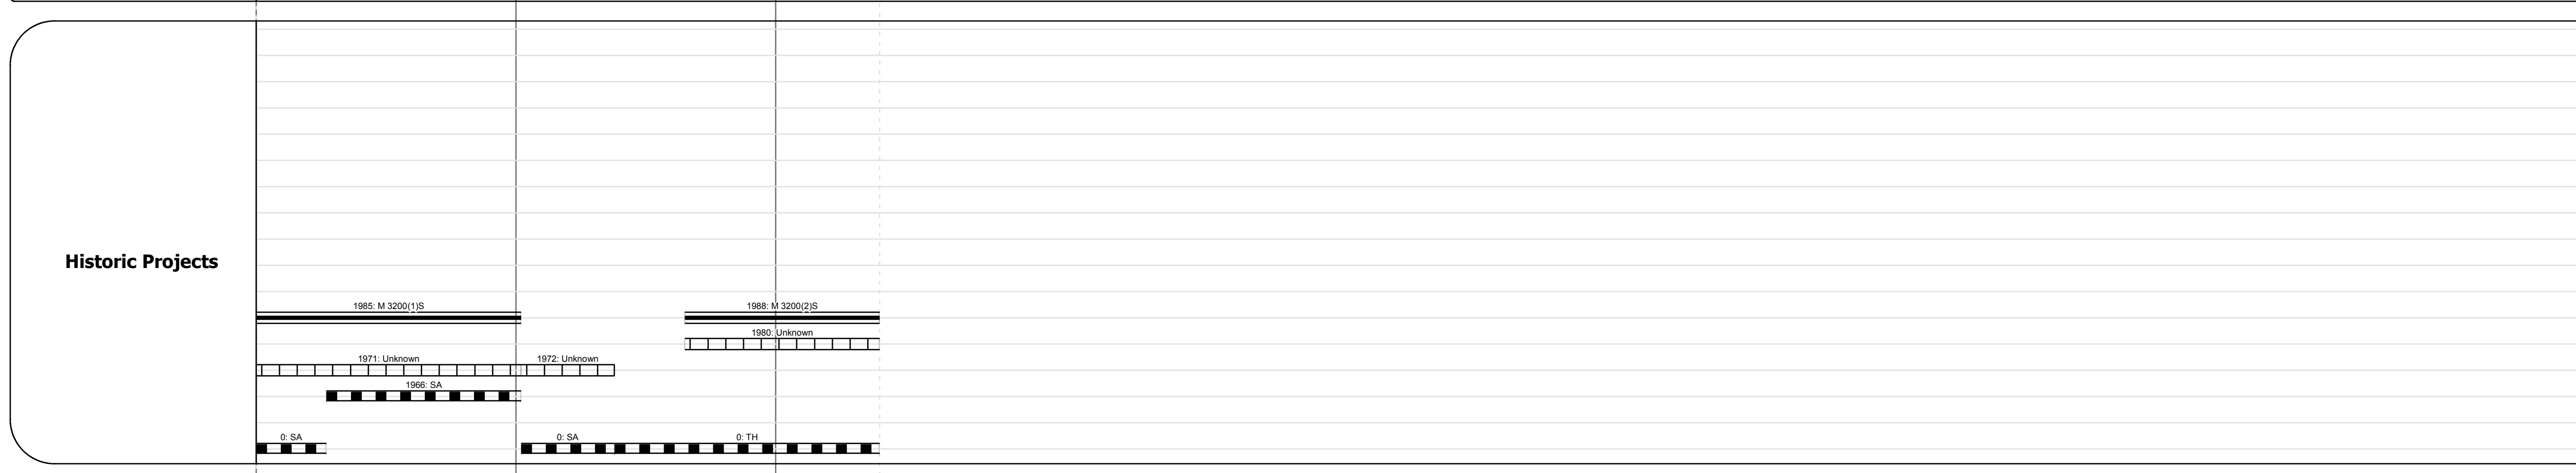 Historic Projects
1985: M 3200(1)S
1988: M 3200(2)S
1980: Unknown
1971: Unknown
1972: Unknown
1966: SA
0: SA
0: SA
0: TH